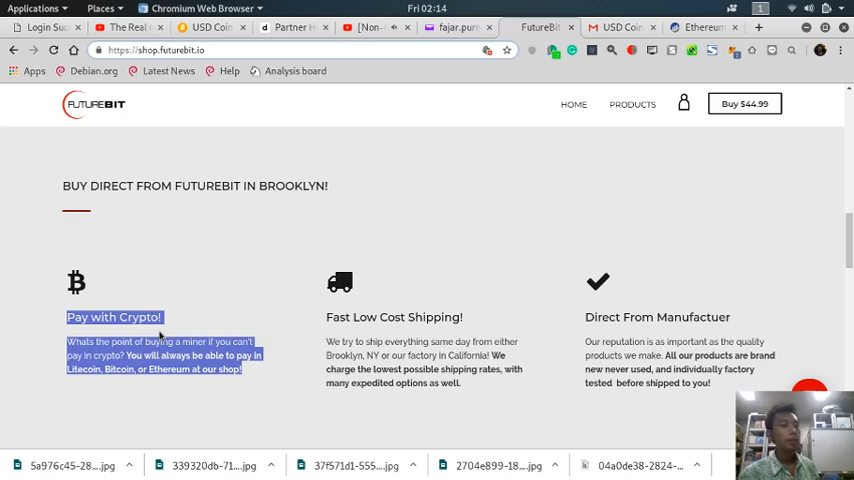 Applications Places Chromium Web Browser Fri 02:14 1
Login Suc The Real USD Coin Partner H [Non- fajar.purn FutureBit USD Coin Ethereum
https://shop.futurebit.io
Apps Debian.org Latest News Help Analysis board
FUTUREBIT HOME PRODUCTS Buy $44.99
BUY DIRECT FROM FUTUREBIT IN BROOKLYN!
Pay with Crypto!
Whats the point of buying a miner if you can't
pay in crypto? You will always be able to pay in
Litecoin, Bitcoin, or Ethereum at our shop!
Fast Low Cost Shipping!
We try to ship everything same day from either
Brooklyn, NY or our factory in California! We
charge the lowest possible shipping rates, with
many expedited options as well.
Direct From Manufactuer
Our reputation is as important as the quality
products we make. All our products are brand
new never used, and individually factory
tested before shipped to you!
5a976c45-28....jpg 339320db-71....jpg 37f571d1-555....jpg 2704e899-18....jpg 04a0de38-2824-...